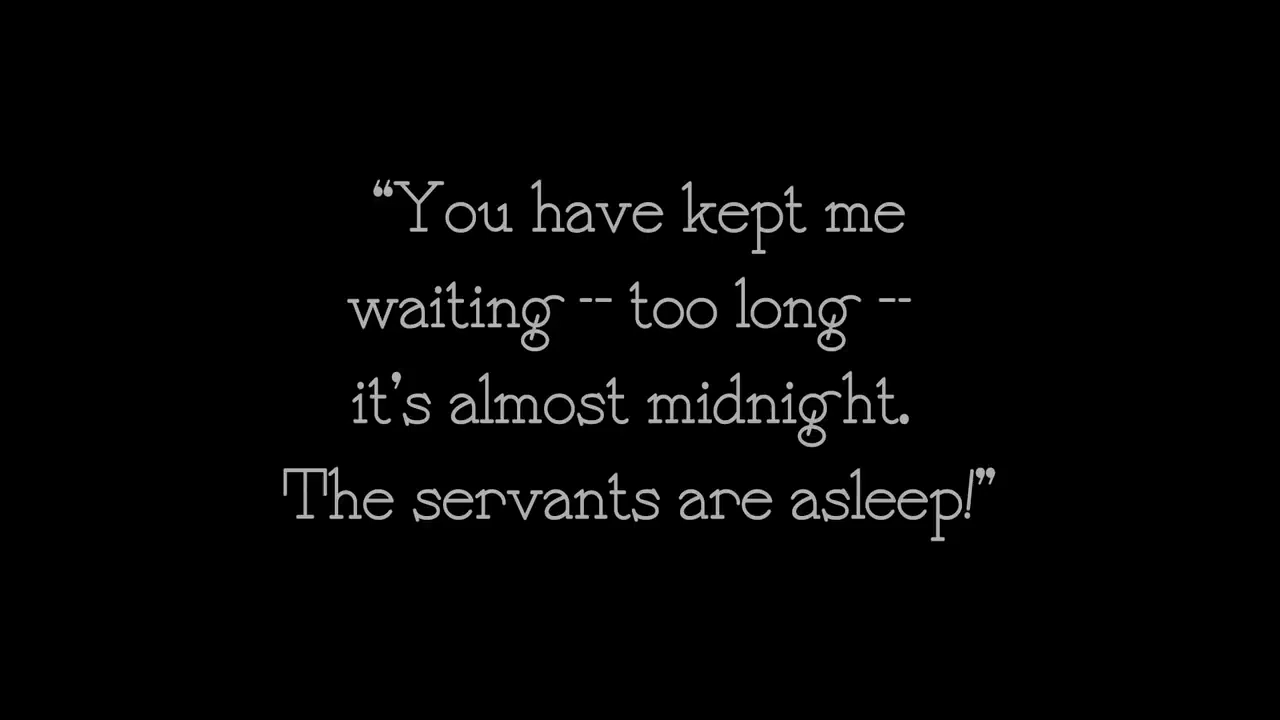 “You have kept me
waiting -- too long --
it’s almost midnight.
The servants are asleep!”